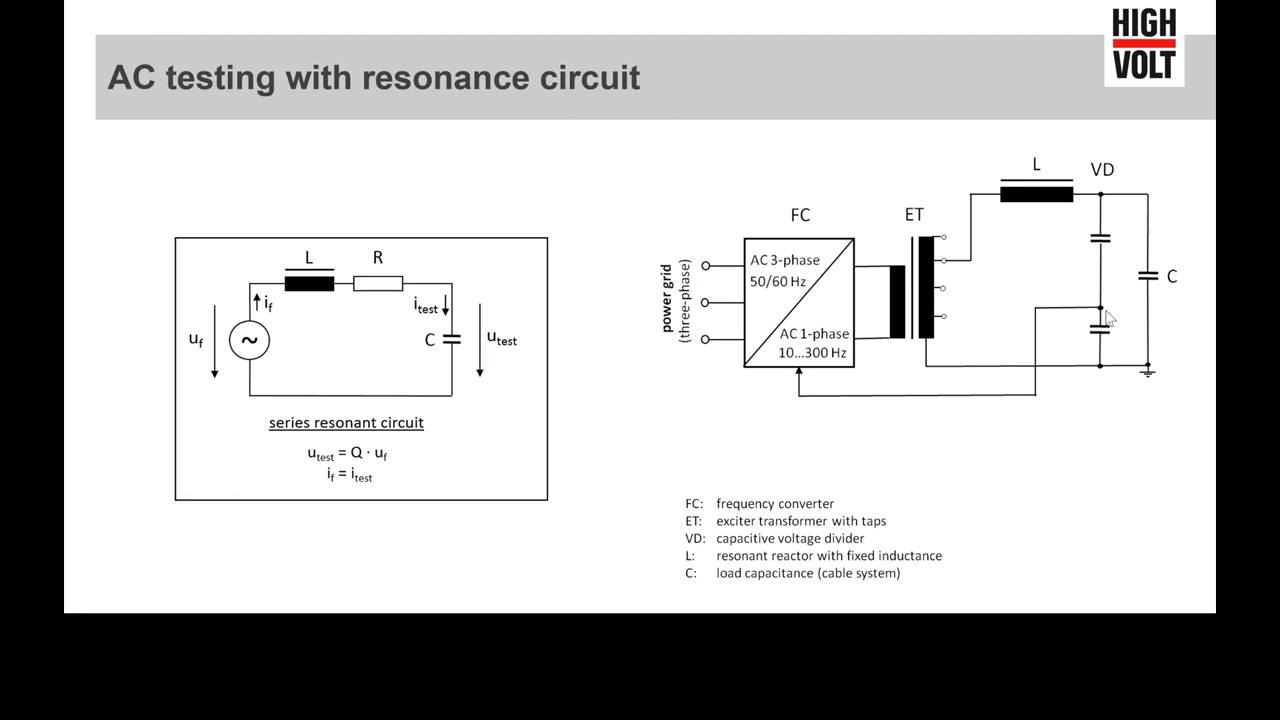 HIGH
VOLT
AC testing with resonance circuit
L
R
i_f
i_test
u_f
~
C
u_test
series resonant circuit
u_test = Q · u_f
i_f = i_test
L
VD
FC
ET
power grid
(three-phase)
AC 3-phase
50/60 Hz
AC 1-phase
10...300 Hz
C
FC: frequency converter
ET: exciter transformer with taps
VD: capacitive voltage divider
L: resonant reactor with fixed inductance
C: load capacitance (cable system)